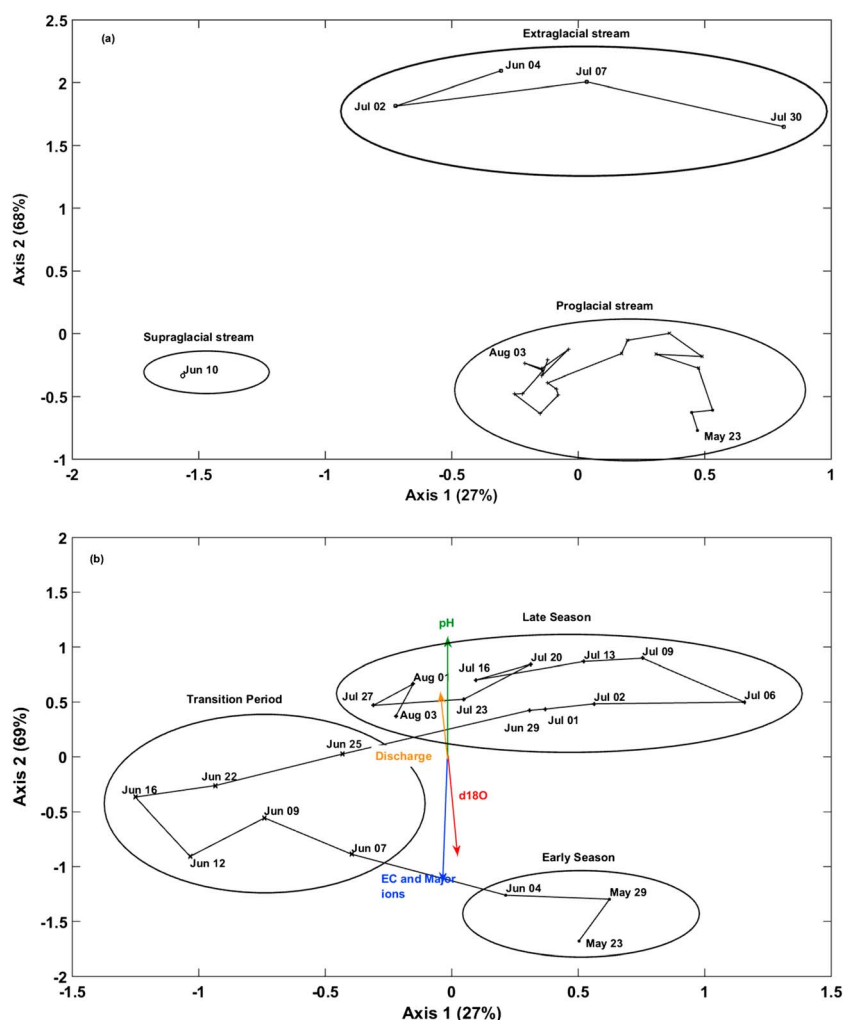 (a)
Extraglacial stream
Jun 04
Jul 07
Jul 02
Jul 30
Supraglacial stream
Jun 10
Proglacial stream
Aug 03
May 23
2.5
2
1.5
1
0.5
0
-0.5
-1
-2
-1.5
-1
-0.5
0
0.5
1
Axis 2 (68%)
Axis 1 (27%)
(b)
pH
Late Season
Jul 09
Jul 13
Jul 20
Jul 16
Aug 01
Jul 27
Aug 03
Jul 23
Jul 02
Jul 06
Jul 01
Jun 29
Transition Period
Jun 25
Discharge
Jun 22
Jun 16
Jun 09
Jun 12
Jun 07
d18O
EC and Major
ions
Early Season
Jun 04
May 29
May 23
2
1.5
1
0.5
0
-0.5
-1
-1.5
-2
-1.5
-1
-0.5
0
0.5
1
1.5
Axis 2 (69%)
Axis 1 (27%)